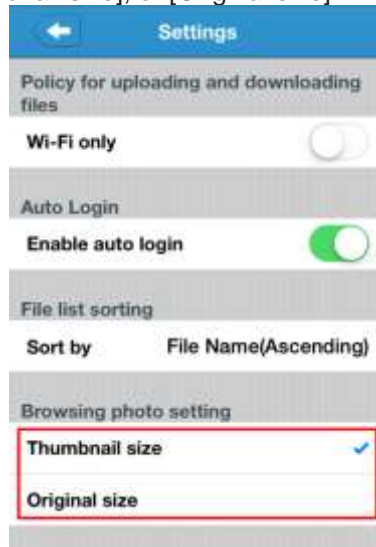 Settings
Policy for uploading and downloading
files
Wi-Fi only
Auto Login
Enable auto login
File list sorting
Sort by File Name(Ascending)
Browsing photo setting
Thumbnail size
Original size